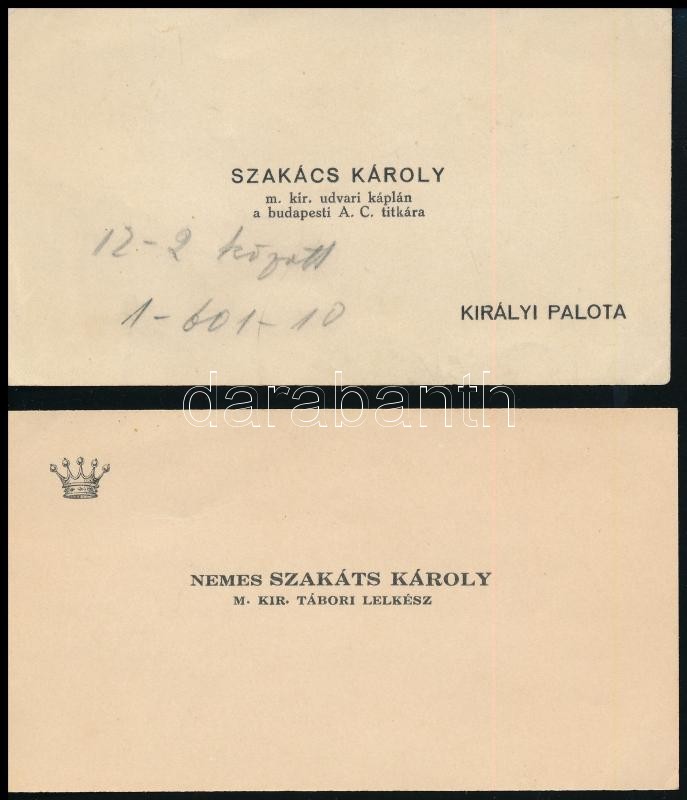 SZAKÁCS KÁROLY
m. kir. udvari káplán
a budapesti A. C. titkára
12-2 között
1-601-10
KIRÁLYI PALOTA
darabanth
NEMES SZAKÁTS KÁROLY
M. KIR. TÁBORI LELKÉSZ